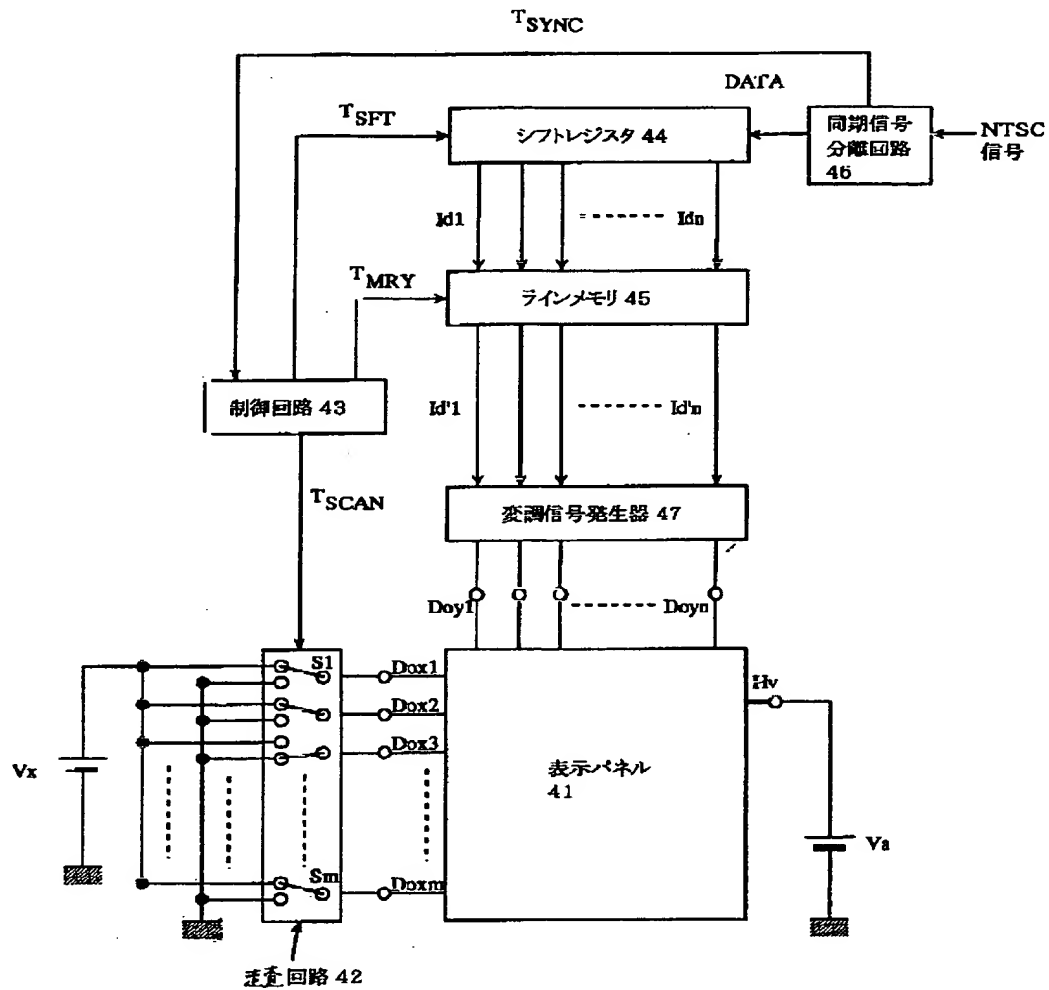 TSYNC
DATA
TSFT
シフトレジスタ 44
同期信号
分離回路
46
NTSC
信号
Id1
Idn
TMRY
ラインメモリ 45
制御回路 43
Id'1
Id'n
TSCAN
変調信号発生器 47
Doy1
Doyn
S1
Dox1
Hv
Dox2
Dox3
Vx
表示パネル
41
Va
Sm
Doxm
走査回路 42